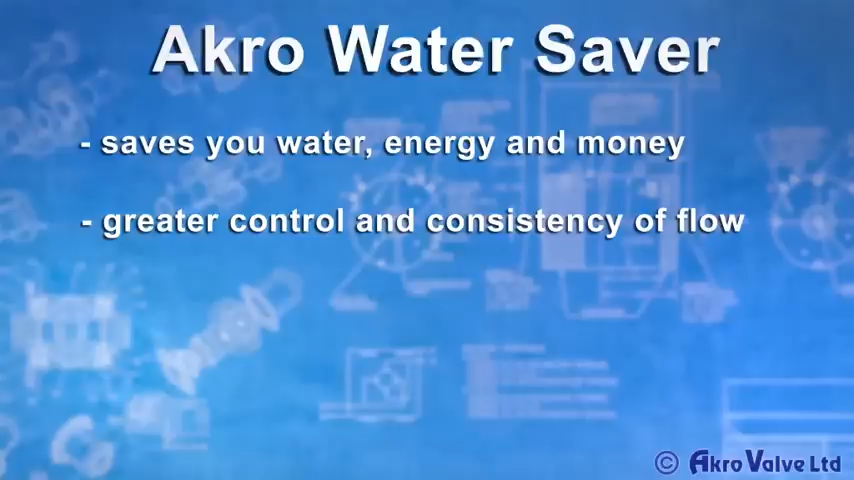 Akro Water Saver
- saves you water, energy and money
- greater control and consistency of flow
© Akro Valve Ltd